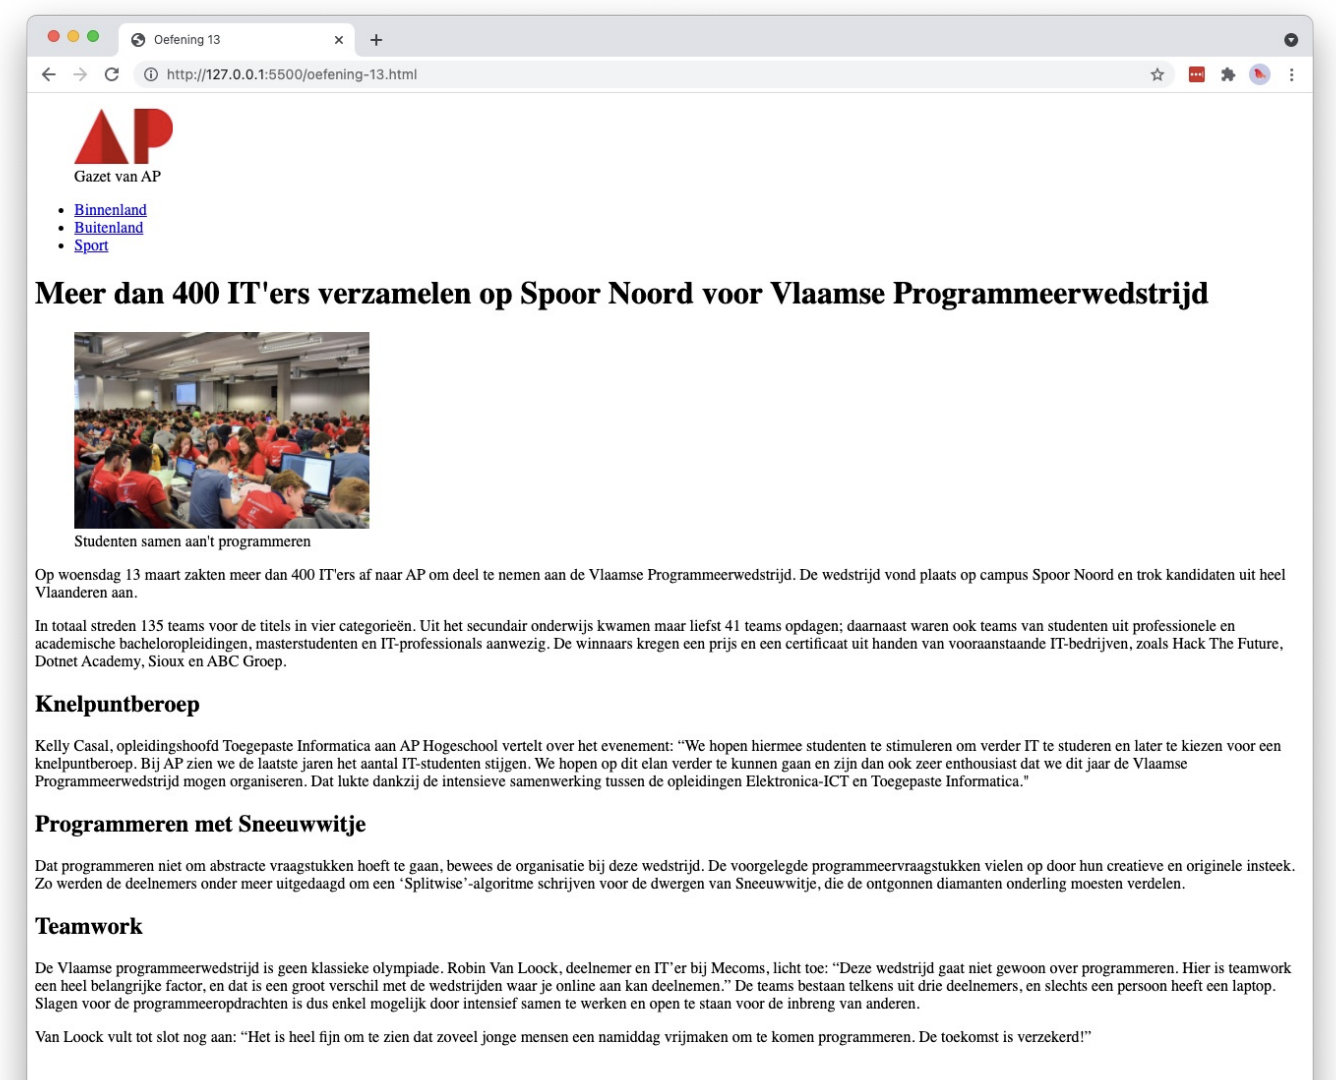 Oefening 13
http://127.0.0.1:5500/oefening-13.html
AP
Gazet van AP
Binnenland
Buitenland
Sport
Meer dan 400 IT'ers verzamelen op Spoor Noord voor Vlaamse Programmeerwedstrijd
Studenten samen aan't programmeren
Op woensdag 13 maart zakten meer dan 400 IT'ers af naar AP om deel te nemen aan de Vlaamse Programmeerwedstrijd. De wedstrijd vond plaats op campus Spoor Noord en trok kandidaten uit heel
Vlaanderen aan.
In totaal streden 135 teams voor de titels in vier categorieën. Uit het secundair onderwijs kwamen maar liefst 41 teams opdagen; daarnaast waren ook teams van studenten uit professionele en
academische bacheloropleidingen, masterstudenten en IT-professionals aanwezig. De winnaars kregen een prijs en een certificaat uit handen van vooraanstaande IT-bedrijven, zoals Hack The Future,
Dotnet Academy, Sioux en ABC Groep.
Knelpuntberoep
Kelly Casal, opleidingshoofd Toegepaste Informatica aan AP Hogeschool vertelt over het evenement: “We hopen hiermee studenten te stimuleren om verder IT te studeren en later te kiezen voor een
knelpuntberoep. Bij AP zien we de laatste jaren het aantal IT-studenten stijgen. We hopen op dit elan verder te kunnen gaan en zijn dan ook zeer enthousiast dat we dit jaar de Vlaamse
Programmeerwedstrijd mogen organiseren. Dat lukte dankzij de intensieve samenwerking tussen de opleidingen Elektronica-ICT en Toegepaste Informatica."
Programmeren met Sneeuwwitje
Dat programmeren niet om abstracte vraagstukken hoeft te gaan, bewees de organisatie bij deze wedstrijd. De voorgelegde programmeervraagstukken vielen op door hun creatieve en originele insteek.
Zo werden de deelnemers onder meer uitgedaagd om een ‘Splitwise’-algoritme schrijven voor de dwergen van Sneeuwwitje, die de ontgonnen diamanten onderling moesten verdelen.
Teamwork
De Vlaamse programmeerwedstrijd is geen klassieke olympiade. Robin Van Loock, deelnemer en IT’er bij Mecoms, licht toe: “Deze wedstrijd gaat niet gewoon over programmeren. Hier is teamwork
een heel belangrijke factor, en dat is een groot verschil met de wedstrijden waar je online aan kan deelnemen.” De teams bestaan telkens uit drie deelnemers, en slechts een persoon heeft een laptop.
Slagen voor de programmeeropdrachten is dus enkel mogelijk door intensief samen te werken en open te staan voor de inbreng van anderen.
Van Loock vult tot slot nog aan: “Het is heel fijn om te zien dat zoveel jonge mensen een namiddag vrijmaken om te komen programmeren. De toekomst is verzekerd!”